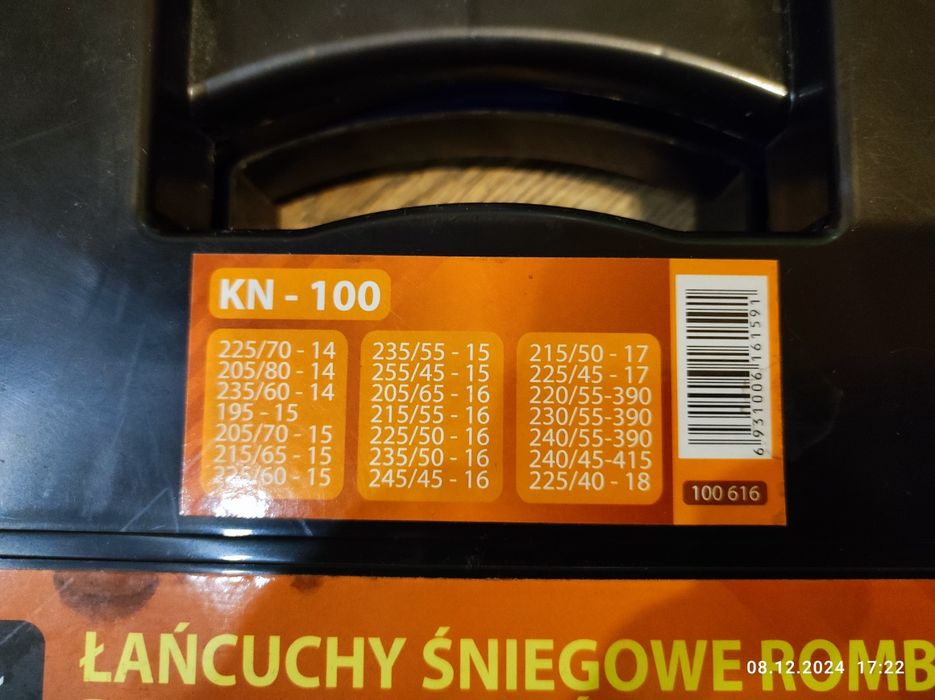 KN - 100
225/70 - 14
205/80 - 14
235/60 - 14
195 - 15
205/70 - 15
215/65 - 15
225/60 - 15
235/55 - 15
255/45 - 15
205/65 - 16
215/55 - 16
225/50 - 16
235/50 - 16
245/45 - 16
215/50 - 17
225/45 - 17
220/55-390
230/55-390
240/55-390
240/45-415
225/40 - 18
6 931006 161591
100 616
ŁAŃCUCHY ŚNIEGOWE ROMB
08.12.2024 17:22